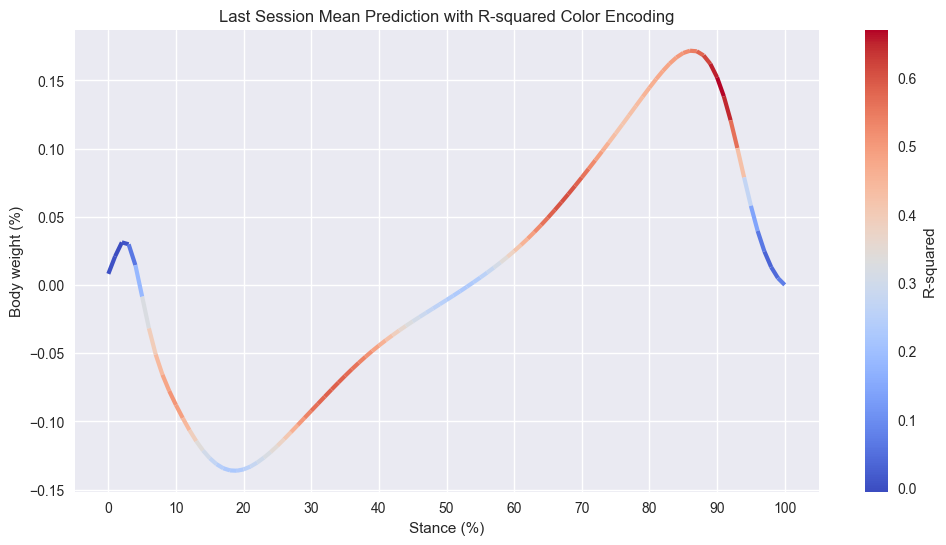 Last Session Mean Prediction with R-squared Color Encoding
Body weight (%)
0.15
0.10
0.05
0.00
−0.05
−0.10
−0.15
0 10 20 30 40 50 60 70 80 90 100
Stance (%)
0.6
0.5
0.4
0.3
0.2
0.1
0.0
R-squared